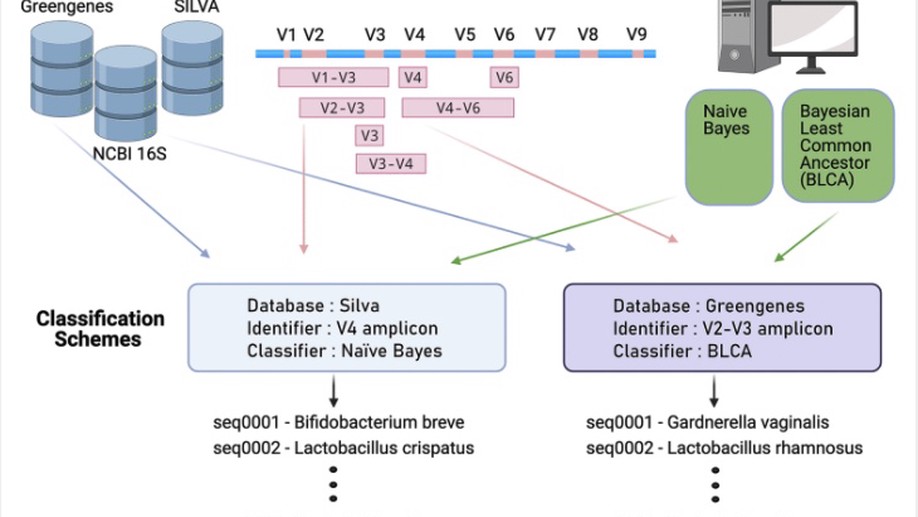 Greengenes
SILVA
NCBI 16S
V1 V2 V3 V4 V5 V6 V7 V8 V9
V1-V3
V4
V6
V2-V3
V4-V6
V3
V3-V4
Naive
Bayes
Bayesian
Least
Common
Ancestor
(BLCA)
Classification
Schemes
Database : Silva
Identifier : V4 amplicon
Classifier : Naïve Bayes
Database : Greengenes
Identifier : V2-V3 amplicon
Classifier : BLCA
seq0001 - Bifidobacterium breve
seq0002 - Lactobacillus crispatus
seq0001 - Gardnerella vaginalis
seq0002 - Lactobacillus rhamnosus